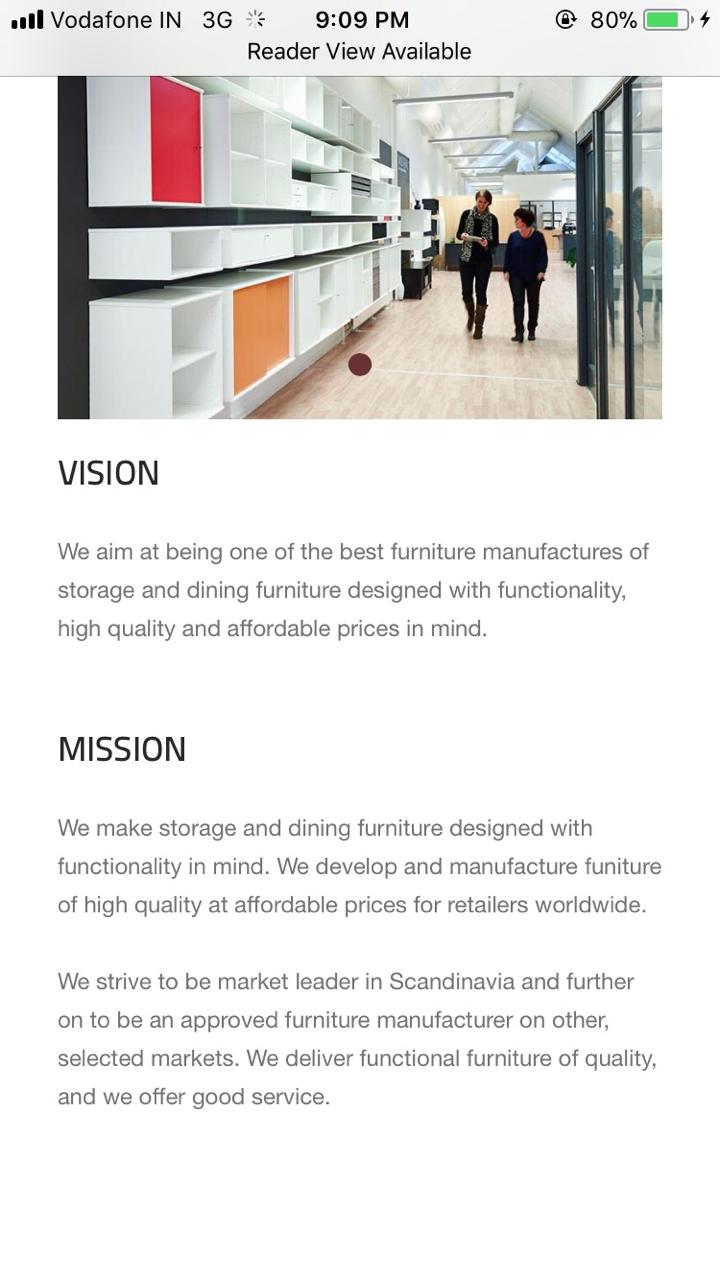 Vodafone IN 3G 9:09 PM 80%
Reader View Available
VISION
We aim at being one of the best furniture manufactures of
storage and dining furniture designed with functionality,
high quality and affordable prices in mind.
MISSION
We make storage and dining furniture designed with
functionality in mind. We develop and manufacture funiture
of high quality at affordable prices for retailers worldwide.
We strive to be market leader in Scandinavia and further
on to be an approved furniture manufacturer on other,
selected markets. We deliver functional furniture of quality,
and we offer good service.